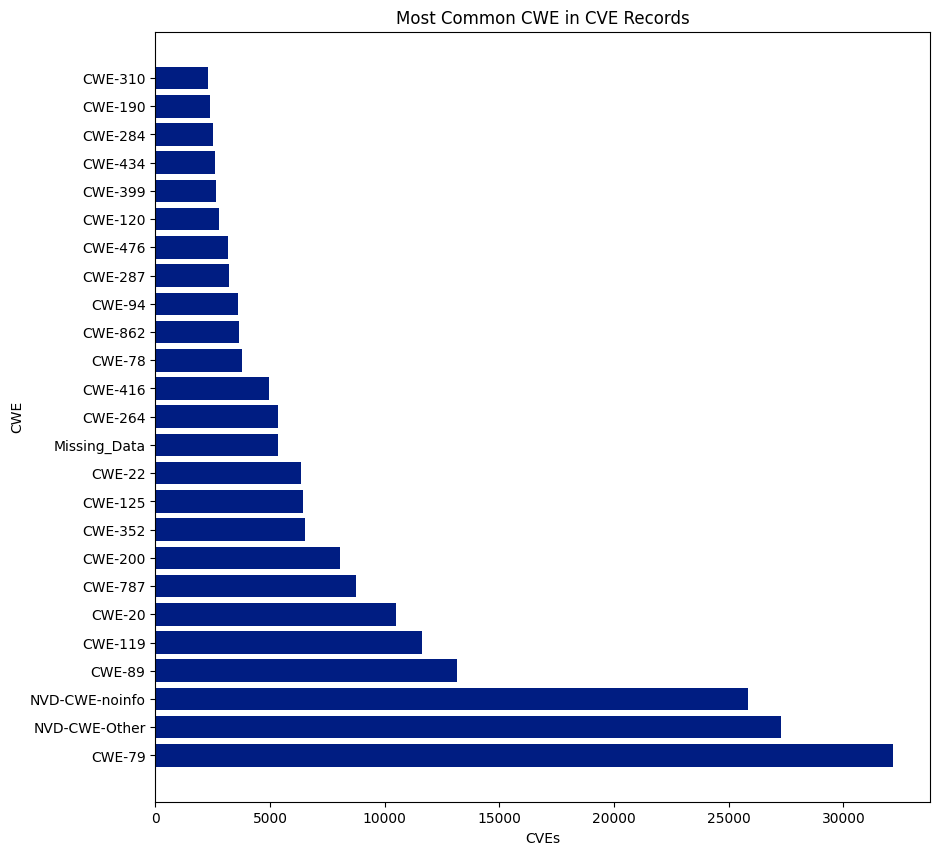 Most Common CWE in CVE Records
CWE-310
CWE-190
CWE-284
CWE-434
CWE-399
CWE-120
CWE-476
CWE-287
CWE-94
CWE-862
CWE-78
CWE-416
CWE-264
Missing_Data
CWE-22
CWE-125
CWE-352
CWE-200
CWE-787
CWE-20
CWE-119
CWE-89
NVD-CWE-noinfo
NVD-CWE-Other
CWE-79
CWE
0 5000 10000 15000 20000 25000 30000
CVEs